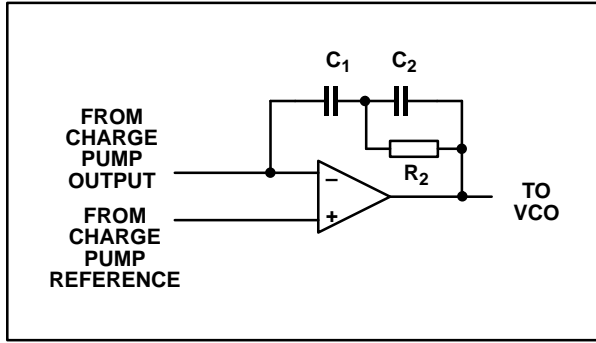 C₁
C₂
FROM
CHARGE
PUMP
OUTPUT
R₂
−
+
TO
VCO
FROM
CHARGE
PUMP
REFERENCE